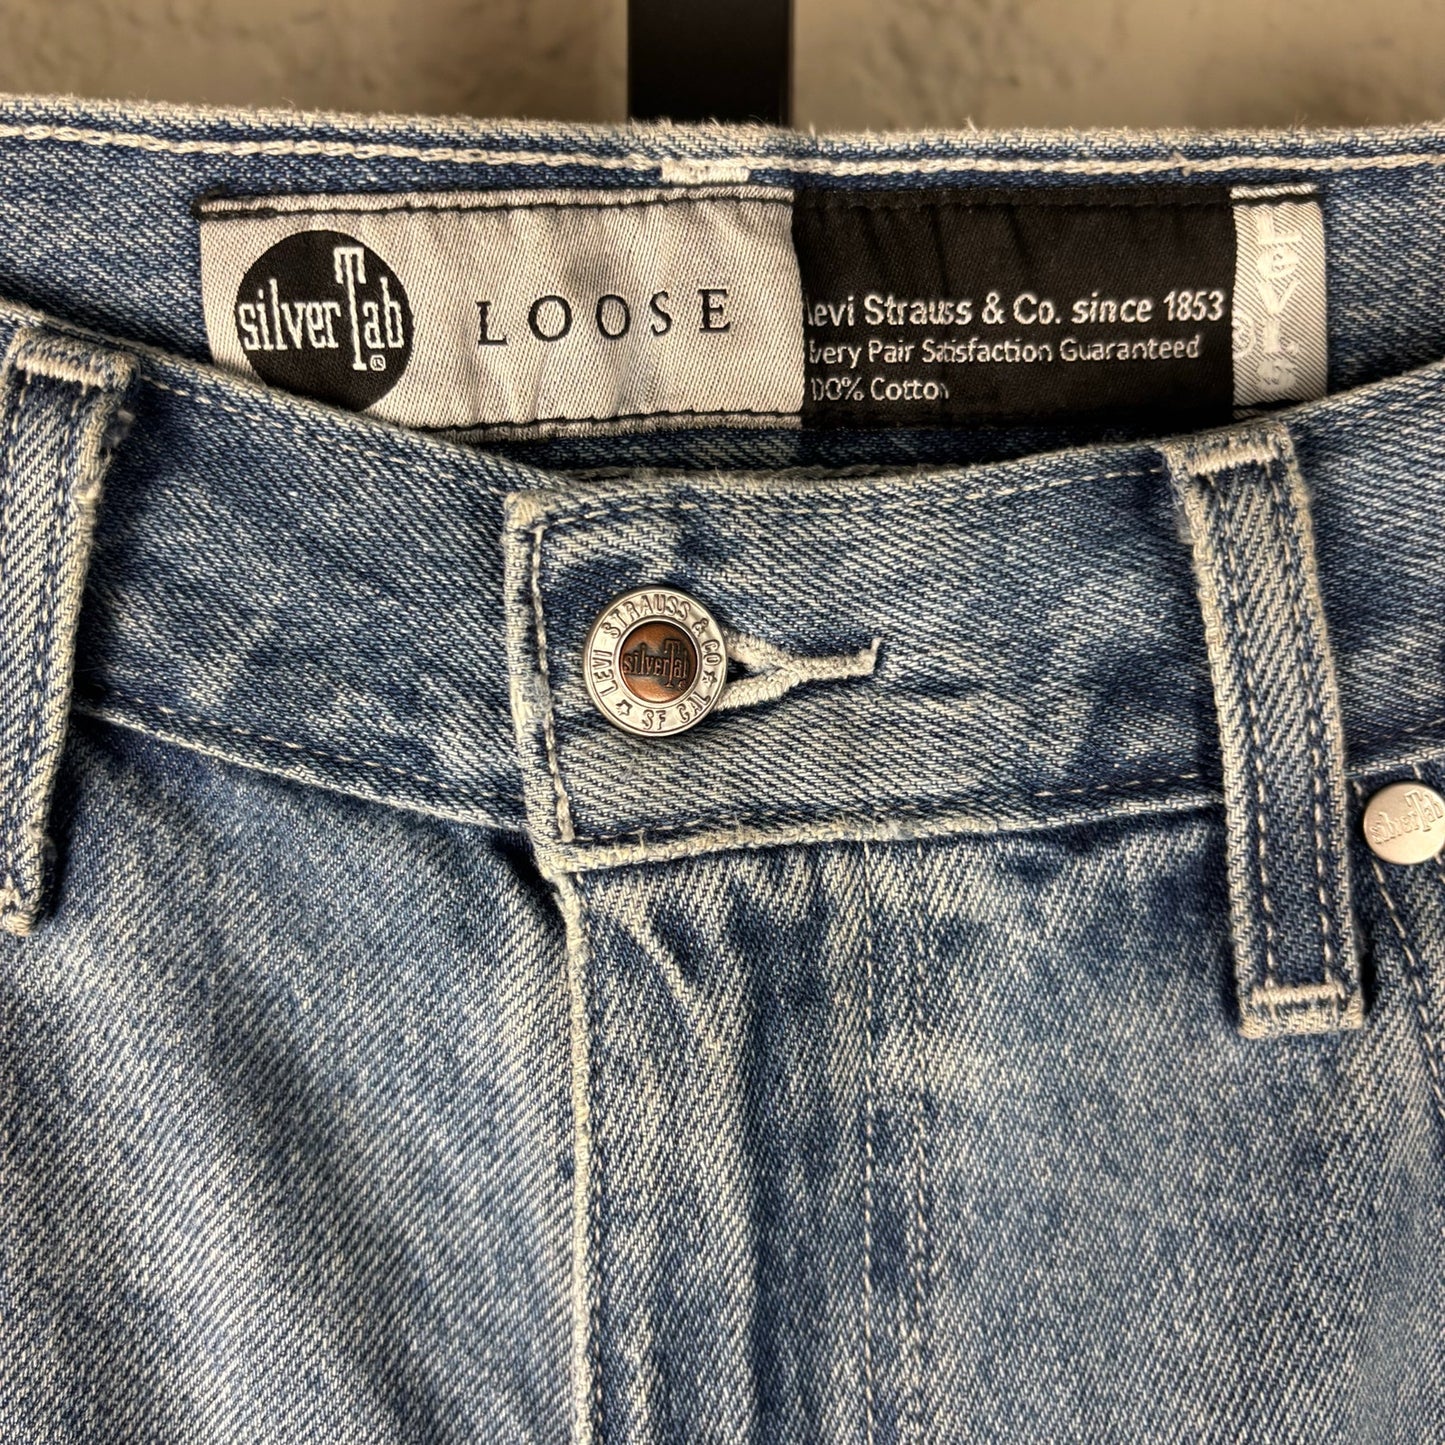 silverTab®
LOOSE
levi Strauss & Co. since 1853
Every Pair Satisfaction Guaranteed
100% Cotton
LeVI'S
®
LEVI STRAUSS & CO SF CAL
silverTab
silverTab